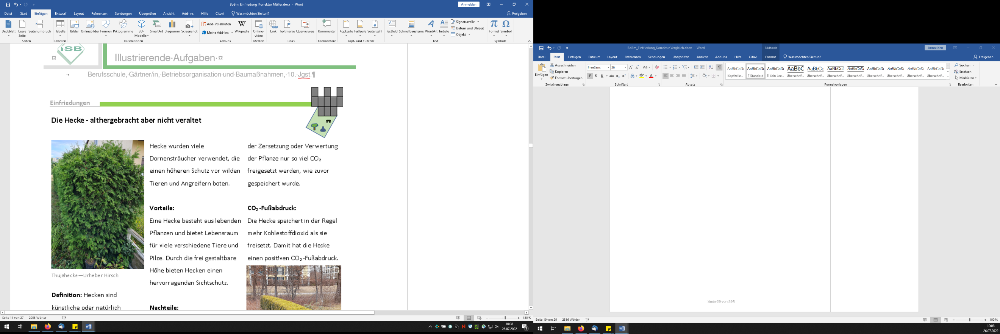 BoBm_Einfriedung_Korrektur Müller.docx - Word
Anmelden
Datei Start Einfügen Entwurf Layout Referenzen Sendungen Überprüfen Ansicht Add-Ins Hilfe Citavi Was möchten Sie tun? Freigeben
Deckblatt Leere Seite Seitenumbruch Tabelle Bilder Onlinebilder Formen Piktogramme 3D-Modelle SmartArt Diagramm Screenshot
Add-Ins abrufen
Meine Add-Ins
Wikipedia Online-video Link Textmarke Querverweis Kommentar Kopfzeile Fußzeile Seitenzahl Textfeld Schnellbausteine WordArt Initiale
Signaturzeile
Datum und Uhrzeit
Objekt
Formel Symbol
Seiten Tabellen Illustrationen Add-Ins Medien Links Kommentare Kopf- und Fußzeile Text Symbole
ISB
¤ Illustrierende·Aufgaben·¤
→ Berufsschule,·Gärtner/in,·Betriebsorganisation·und·Baumaßnahmen,·10.·Jgst.¶
Einfriedungen
Die Hecke - althergebracht aber nicht veraltet
Thujahecke—Urheber Hirsch
Definition: Hecken sind
künstliche oder natürlich
Hecke wurden viele
Dornensträucher verwendet, die
einen höheren Schutz vor wilden
Tieren und Angreifern boten.
Vorteile:
Eine Hecke besteht aus lebenden
Pflanzen und bietet Lebensraum
für viele verschiedene Tiere und
Pilze. Durch die frei gestaltbare
Höhe bieten Hecken einen
hervorragenden Sichtschutz.
Nachteile:
der Zersetzung oder Verwertung
der Pflanze nur so viel CO₂
freigesetzt werden, wie zuvor
gespeichert wurde.
CO₂-Fußabdruck:
Die Hecke speichert in der Regel
mehr Kohlestoffdioxid als sie
freisetzt. Damit hat die Hecke
einen positiven CO₂-Fußabdruck.
Seite 11 von 27 2053 Wörter 180 %
10:08
26.07.2022
BoBm_Einfriedung_Korrektur Vergleich.docx - Word
Bildtools
Anmelden
Datei Start Einfügen Entwurf Layout Referenzen Sendungen Überprüfen Ansicht Add-Ins Hilfe Citavi Format Was möchten Sie tun? Freigeben
Einfügen
Ausschneiden
Kopieren
Format übertragen
FreeSans 36
F K U abc x₂ x²
AaBbCcDi AaBbCcDi AaBbCcDi AaBbC AaBbCc AaBbCcI AaBbCcDi AaBbCcDi AaBbCcDi AaBbCcDi AaBbCcDi
Kopfzeile... ¶ Standard ¶ Kein Lee... Überschrif... Überschrif... Überschrif... Überschrif... Überschrif... Überschrif... Überschrif... Überschrif...
Suchen
Ersetzen
Markieren
Zwischenablage Schriftart Absatz Formatvorlagen Bearbeiten
Seite·29·von·29¶
Seite 19 von 29 2316 Wörter 100 %
10:08
26.07.2022